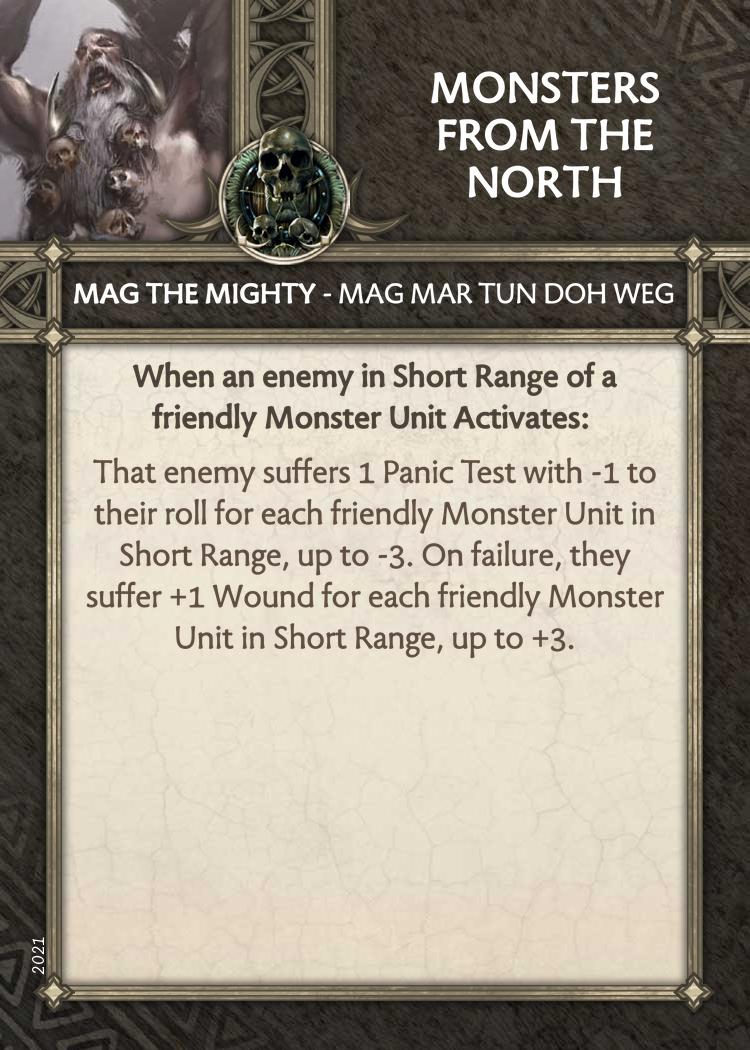 MONSTERS
FROM THE
NORTH
MAG THE MIGHTY - MAG MAR TUN DOH WEG
When an enemy in Short Range of a
friendly Monster Unit Activates:
That enemy suffers 1 Panic Test with -1 to
their roll for each friendly Monster Unit in
Short Range, up to -3. On failure, they
suffer +1 Wound for each friendly Monster
Unit in Short Range, up to +3.
2021